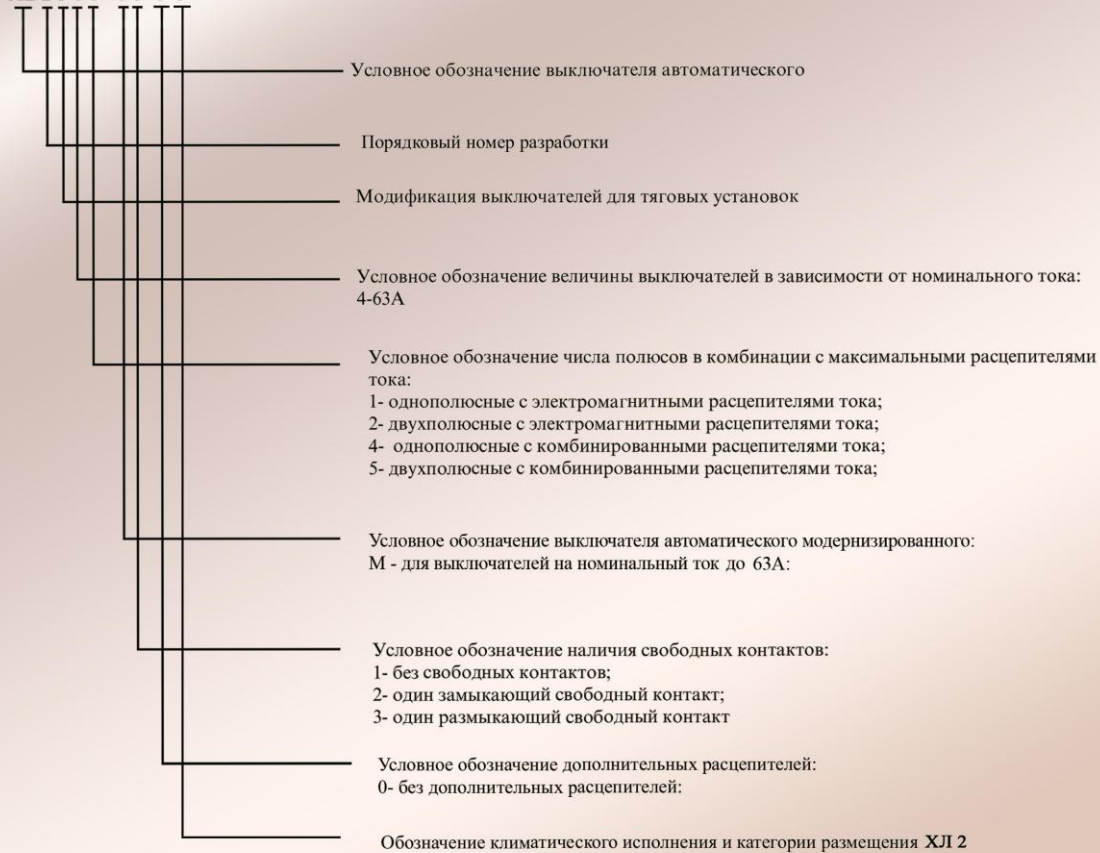 Условное обозначение выключателя автоматического
Порядковый номер разработки
Модификация выключателей для тяговых установок
Условное обозначение величины выключателей в зависимости от номинального тока:
4-63А
Условное обозначение числа полюсов в комбинации с максимальными расцепителями
тока:
1- однополюсные с электромагнитными расцепителями тока;
2- двухполюсные с электромагнитными расцепителями тока;
4- однополюсные с комбинированными расцепителями тока;
5- двухполюсные с комбинированными расцепителями тока;
Условное обозначение выключателя автоматического модернизированного:
М - для выключателей на номинальный ток до 63А:
Условное обозначение наличия свободных контактов:
1- без свободных контактов;
2- один замыкающий свободный контакт;
3- один размыкающий свободный контакт
Условное обозначение дополнительных расцепителей:
0- без дополнительных расцепителей:
Обозначение климатического исполнения и категории размещения ХЛ 2